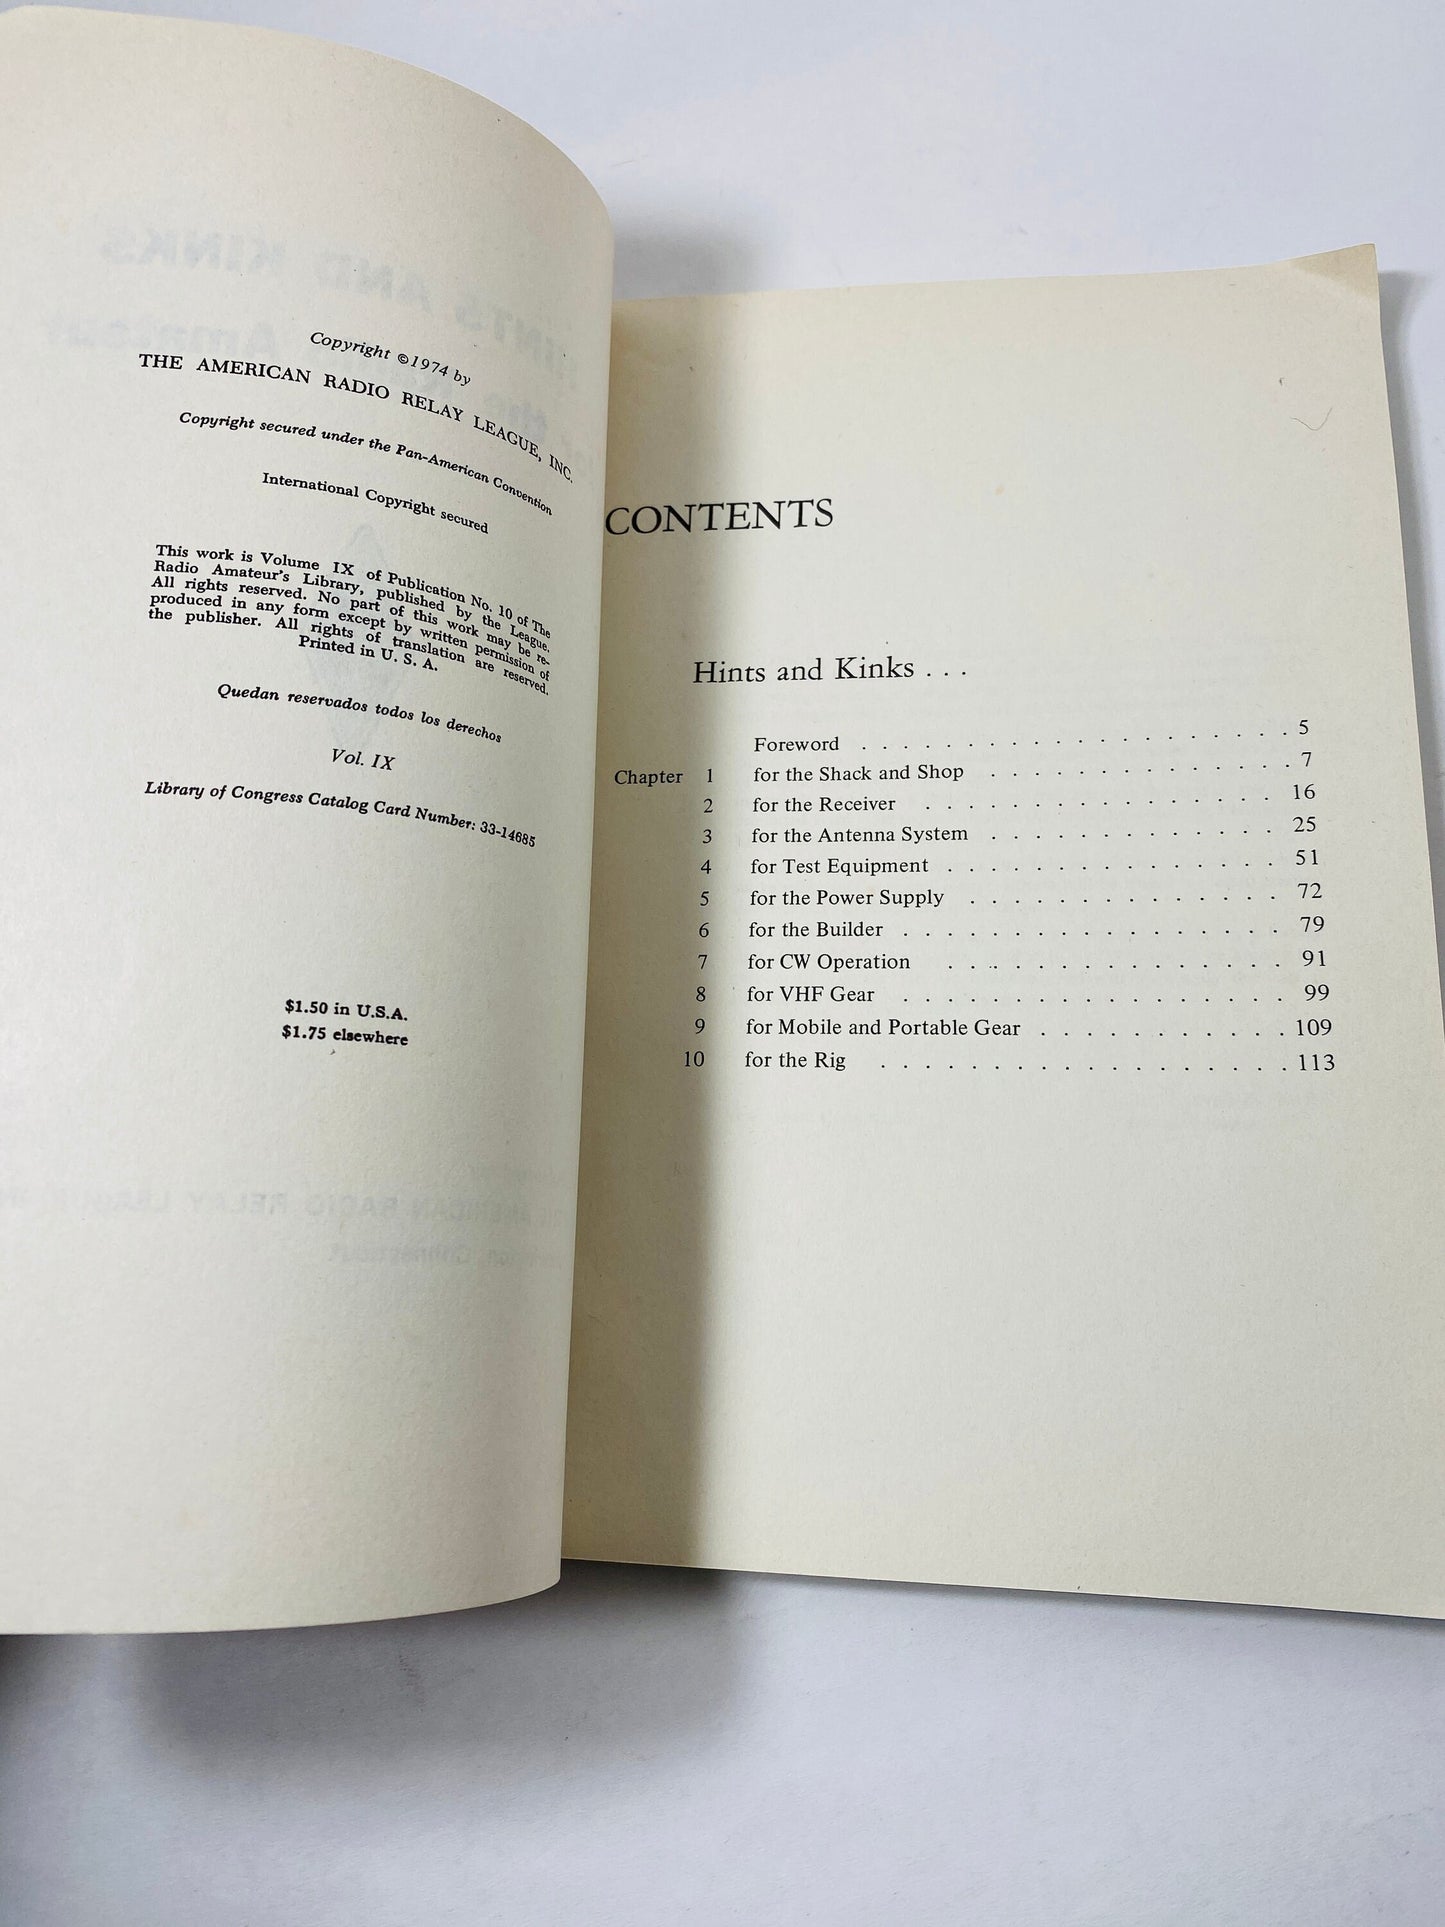 Copyright ©1974 by
THE AMERICAN RADIO RELAY LEAGUE, INC.
Copyright secured under the Pan-American Convention
International Copyright secured
This work is Volume IX of Publication No. 10 of The
Radio Amateur's Library, published by the League.
All rights reserved. No part of this work may be re-
produced in any form except by written permission of
the publisher. All rights of translation are reserved.
Printed in U. S. A.
Quedan reservados todos los derechos
Vol. IX
Library of Congress Catalog Card Number: 33-14685
$1.50 in U.S.A.
$1.75 elsewhere
CONTENTS
Hints and Kinks . . .
Foreword . . . . . . . . . . . . . . . . . . . . 5
Chapter 1 for the Shack and Shop . . . . . . . . . . . . . . 7
2 for the Receiver . . . . . . . . . . . . . . . . 16
3 for the Antenna System . . . . . . . . . . . . . 25
4 for Test Equipment . . . . . . . . . . . . . . . 51
5 for the Power Supply . . . . . . . . . . . . . . 72
6 for the Builder . . . . . . . . . . . . . . . . . 79
7 for CW Operation . . . . . . . . . . . . . . . 91
8 for VHF Gear . . . . . . . . . . . . . . . . . 99
9 for Mobile and Portable Gear . . . . . . . . . . . 109
10 for the Rig . . . . . . . . . . . . . . . . . . . 113